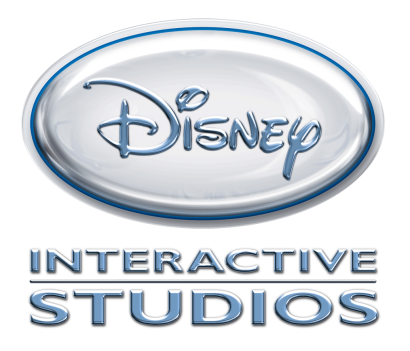 Disney
INTERACTIVE
STUDIOS